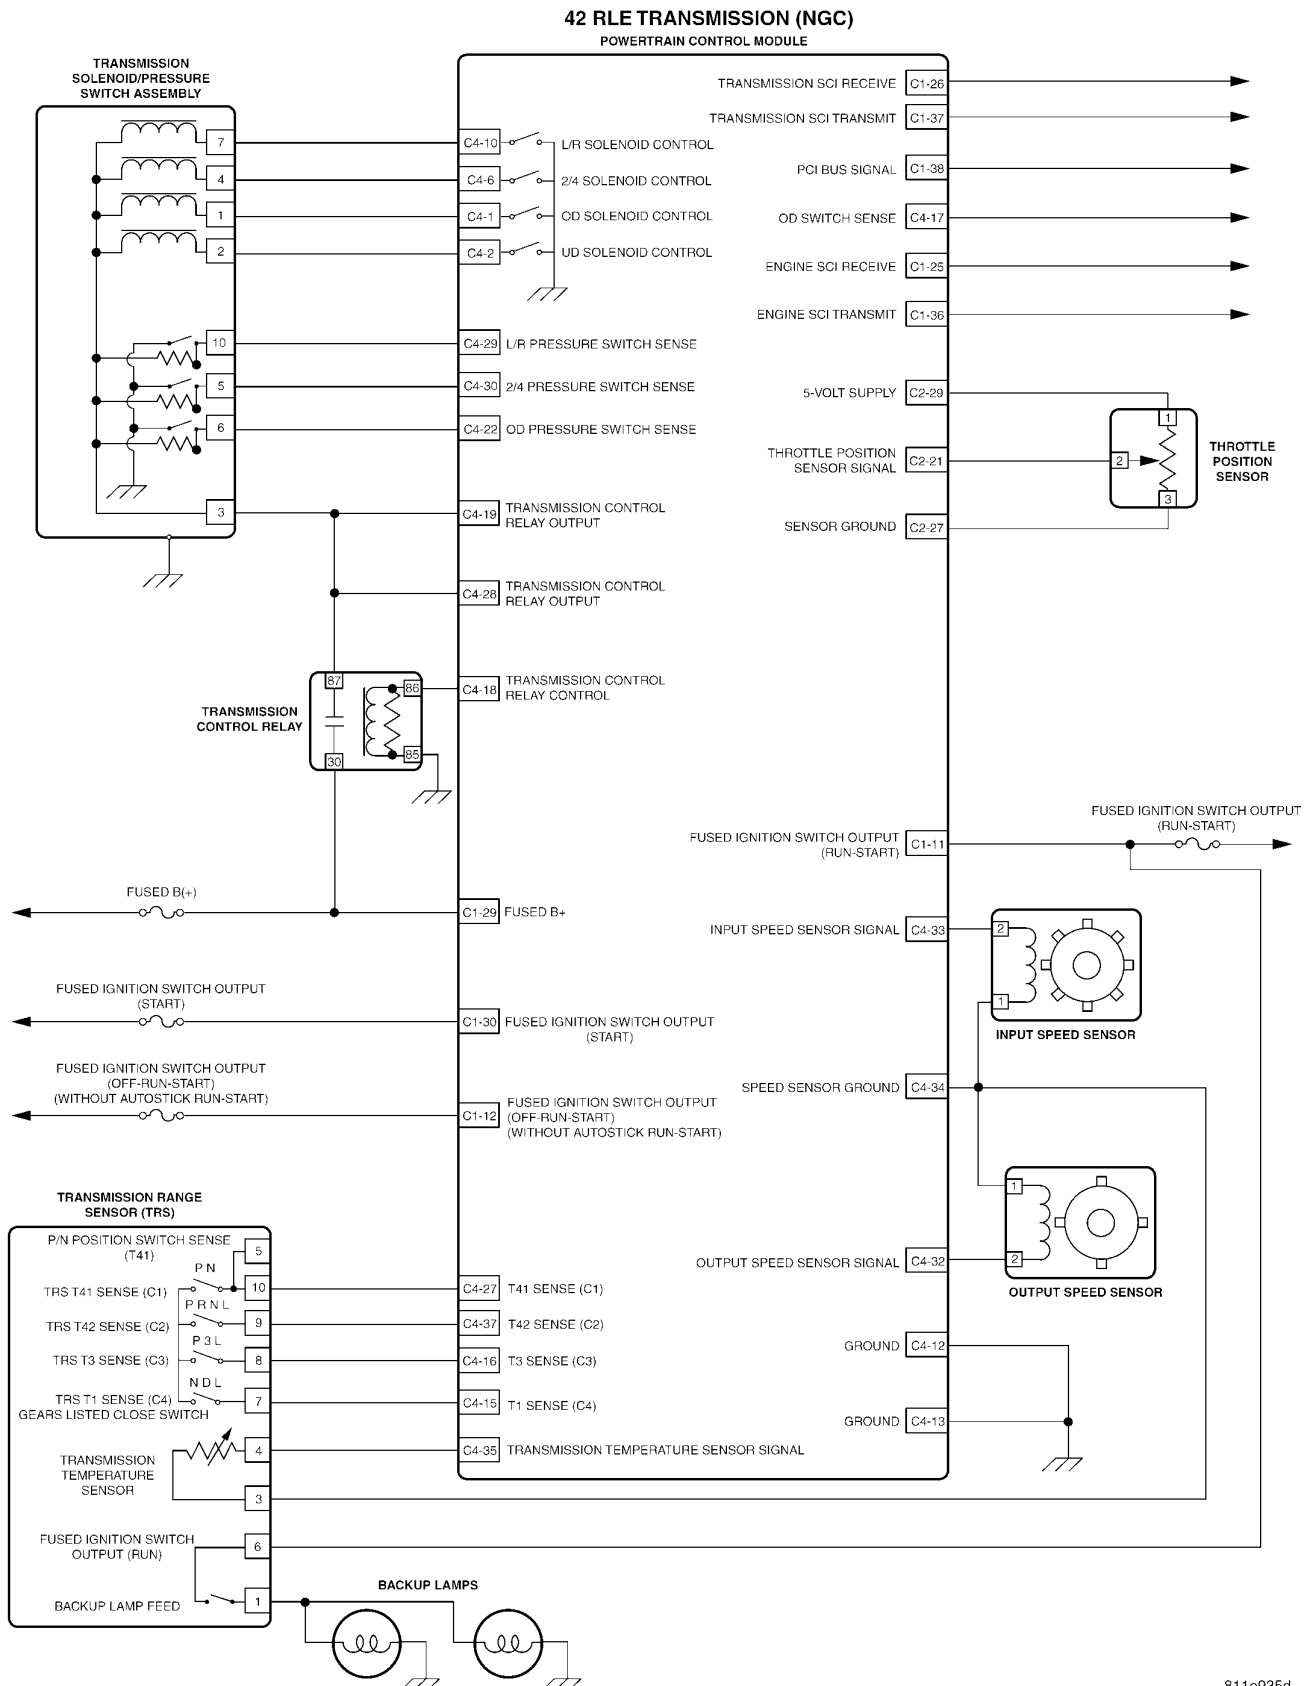 42 RLE TRANSMISSION (NGC)
POWERTRAIN CONTROL MODULE
TRANSMISSION
SOLENOID/PRESSURE
SWITCH ASSEMBLY
7
4
1
2
10
5
6
3
C4-10
L/R SOLENOID CONTROL
C4-6
2/4 SOLENOID CONTROL
C4-1
OD SOLENOID CONTROL
C4-2
UD SOLENOID CONTROL
C4-29
L/R PRESSURE SWITCH SENSE
C4-30
2/4 PRESSURE SWITCH SENSE
C4-22
OD PRESSURE SWITCH SENSE
C4-19
TRANSMISSION CONTROL
RELAY OUTPUT
C4-28
TRANSMISSION CONTROL
RELAY OUTPUT
C4-18
TRANSMISSION CONTROL
RELAY CONTROL
TRANSMISSION
CONTROL RELAY
87
86
30
85
FUSED B(+)
C1-29
FUSED B+
FUSED IGNITION SWITCH OUTPUT
(START)
C1-30
FUSED IGNITION SWITCH OUTPUT
(START)
FUSED IGNITION SWITCH OUTPUT
(OFF-RUN-START)
(WITHOUT AUTOSTICK RUN-START)
C1-12
FUSED IGNITION SWITCH OUTPUT
(OFF-RUN-START)
(WITHOUT AUTOSTICK RUN-START)
TRANSMISSION SCI RECEIVE
C1-26
TRANSMISSION SCI TRANSMIT
C1-37
PCI BUS SIGNAL
C1-38
OD SWITCH SENSE
C4-17
ENGINE SCI RECEIVE
C1-25
ENGINE SCI TRANSMIT
C1-36
5-VOLT SUPPLY
C2-29
THROTTLE POSITION
SENSOR SIGNAL
C2-21
SENSOR GROUND
C2-27
1
2
3
THROTTLE
POSITION
SENSOR
FUSED IGNITION SWITCH OUTPUT
(RUN-START)
C1-11
FUSED IGNITION SWITCH OUTPUT
(RUN-START)
INPUT SPEED SENSOR SIGNAL
C4-33
2
1
INPUT SPEED SENSOR
SPEED SENSOR GROUND
C4-34
1
2
OUTPUT SPEED SENSOR SIGNAL
C4-32
OUTPUT SPEED SENSOR
GROUND
C4-12
GROUND
C4-13
TRANSMISSION RANGE
SENSOR (TRS)
P/N POSITION SWITCH SENSE
(T41)
5
P N
TRS T41 SENSE (C1)
10
C4-27
T41 SENSE (C1)
P R N L
TRS T42 SENSE (C2)
9
C4-37
T42 SENSE (C2)
P 3 L
TRS T3 SENSE (C3)
8
C4-16
T3 SENSE (C3)
N D L
TRS T1 SENSE (C4)
7
C4-15
T1 SENSE (C4)
GEARS LISTED CLOSE SWITCH
TRANSMISSION
TEMPERATURE
SENSOR
4
C4-35
TRANSMISSION TEMPERATURE SENSOR SIGNAL
3
FUSED IGNITION SWITCH
OUTPUT (RUN)
6
BACKUP LAMP FEED
1
BACKUP LAMPS